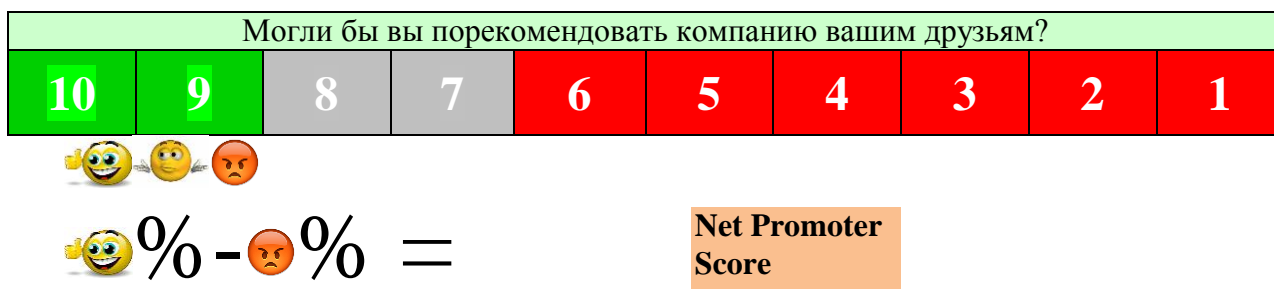 Могли бы вы порекомендовать компанию вашим друзьям?
10 9 8 7 6 5 4 3 2 1
%-% =
Net Promoter
Score